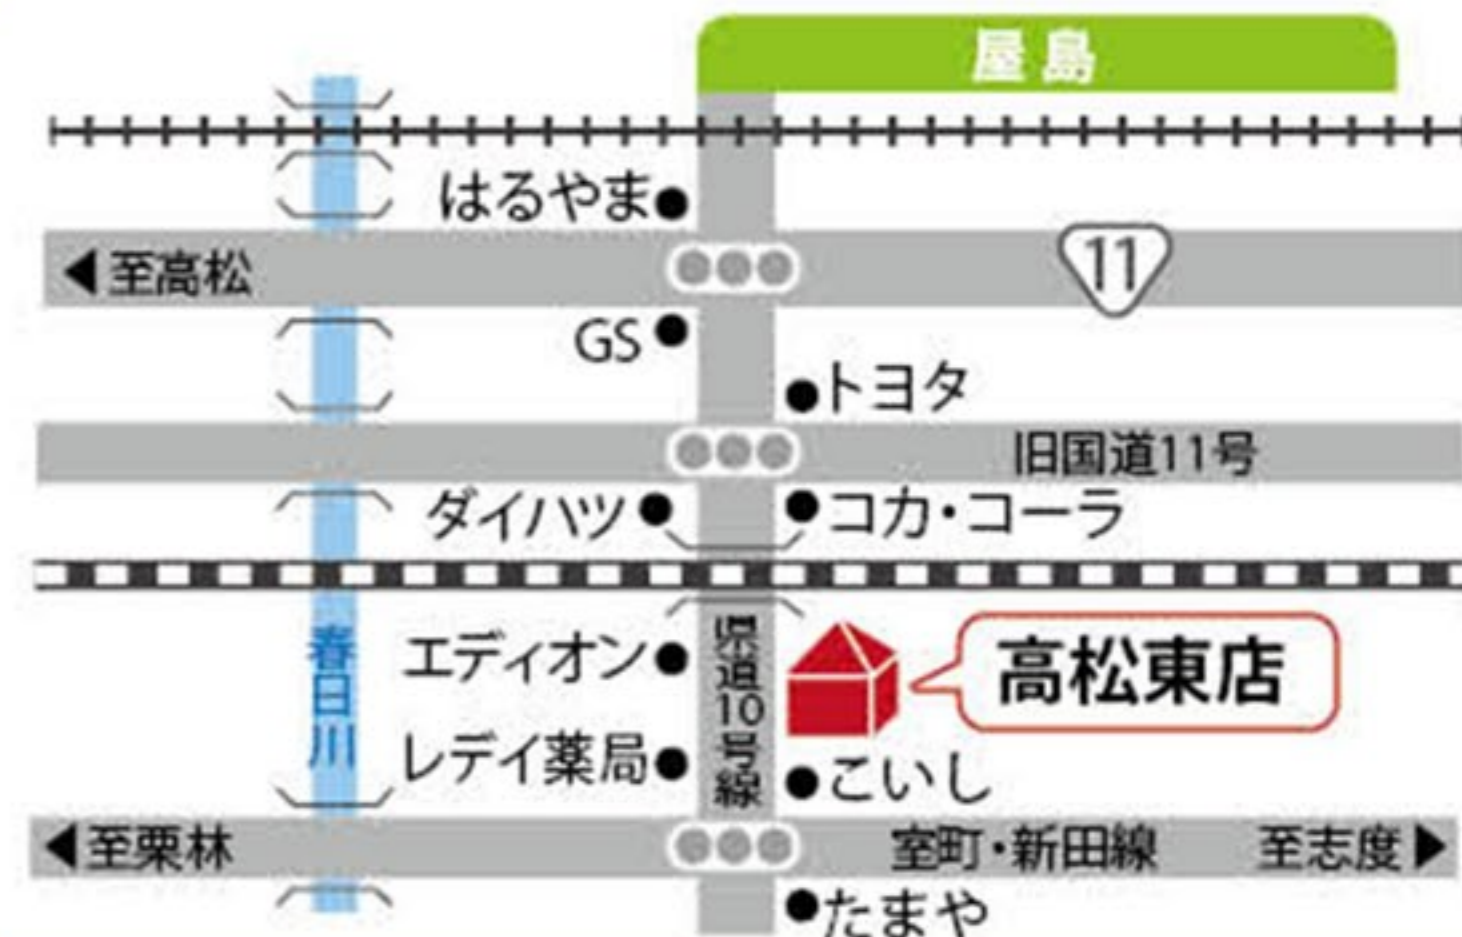 屋島
はるやま
至高松
11
GS
トヨタ
旧国道11号
ダイハツ
コカ・コーラ
春日川
エディオン
県道10号線
高松東店
レデイ薬局
こいし
至栗林
室町・新田線
至志度
たまや